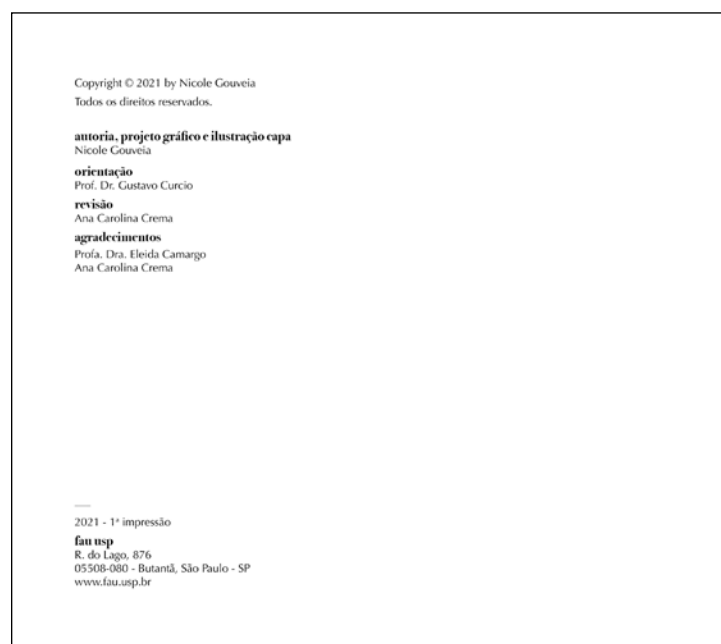 Copyright © 2021 by Nicole Gouveia
Todos os direitos reservados.
autoria, projeto gráfico e ilustração capa
Nicole Gouveia
orientação
Prof. Dr. Gustavo Curcio
revisão
Ana Carolina Crema
agradecimentos
Profa. Dra. Eleida Camargo
Ana Carolina Crema
2021 - 1ª impressão
fau usp
R. do Lago, 876
05508-080 - Butantã, São Paulo - SP
www.fau.usp.br